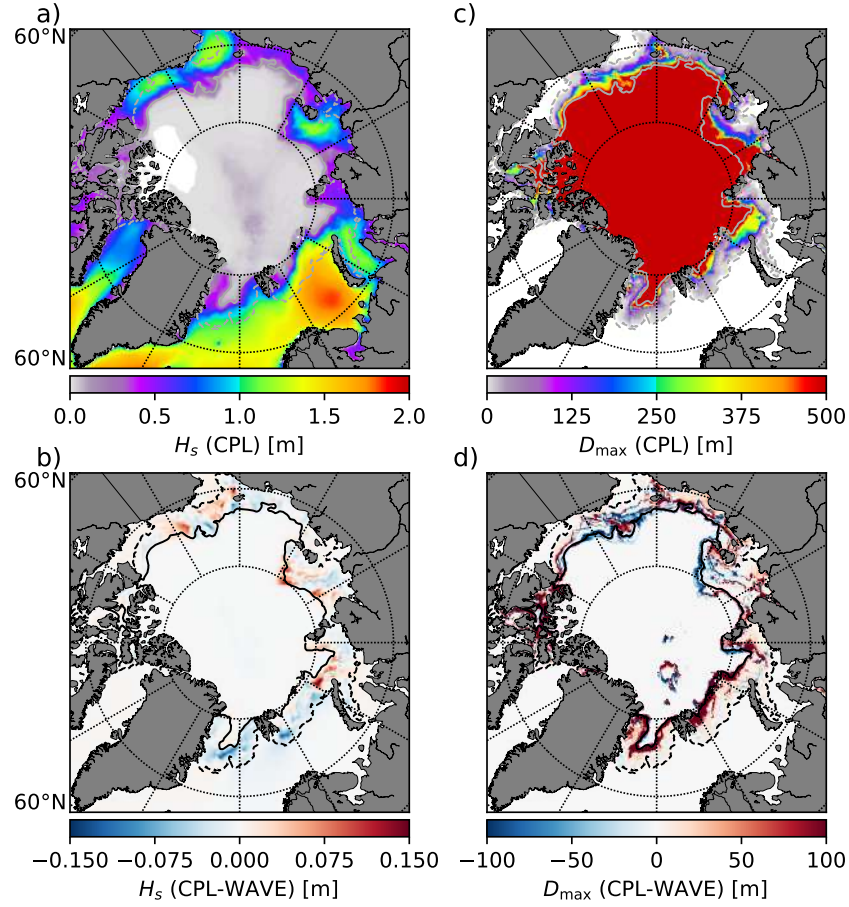 a)
c)
60°N
60°N
0.0 0.5 1.0 1.5 2.0
0 125 250 375 500
H_s (CPL) [m]
D_max (CPL) [m]
b)
d)
60°N
60°N
−0.150 −0.075 0.000 0.075 0.150
−100 −50 0 50 100
H_s (CPL-WAVE) [m]
D_max (CPL-WAVE) [m]